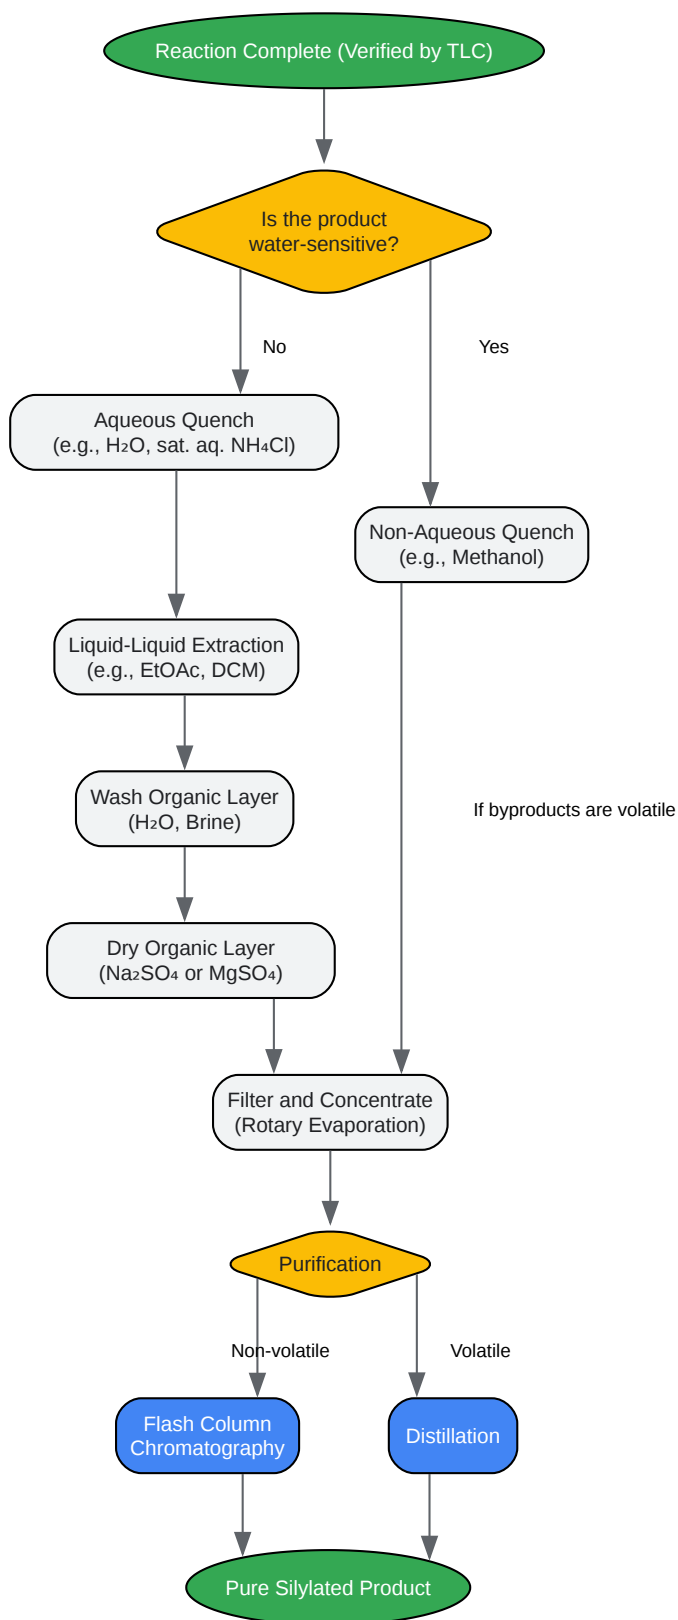 Reaction Complete (Verified by TLC)
Is the product
water-sensitive?
No
Yes
Aqueous Quench
(e.g., H₂O, sat. aq. NH₄Cl)
Non-Aqueous Quench
(e.g., Methanol)
Liquid-Liquid Extraction
(e.g., EtOAc, DCM)
Wash Organic Layer
(H₂O, Brine)
If byproducts are volatile
Dry Organic Layer
(Na₂SO₄ or MgSO₄)
Filter and Concentrate
(Rotary Evaporation)
Purification
Non-volatile
Volatile
Flash Column
Chromatography
Distillation
Pure Silylated Product